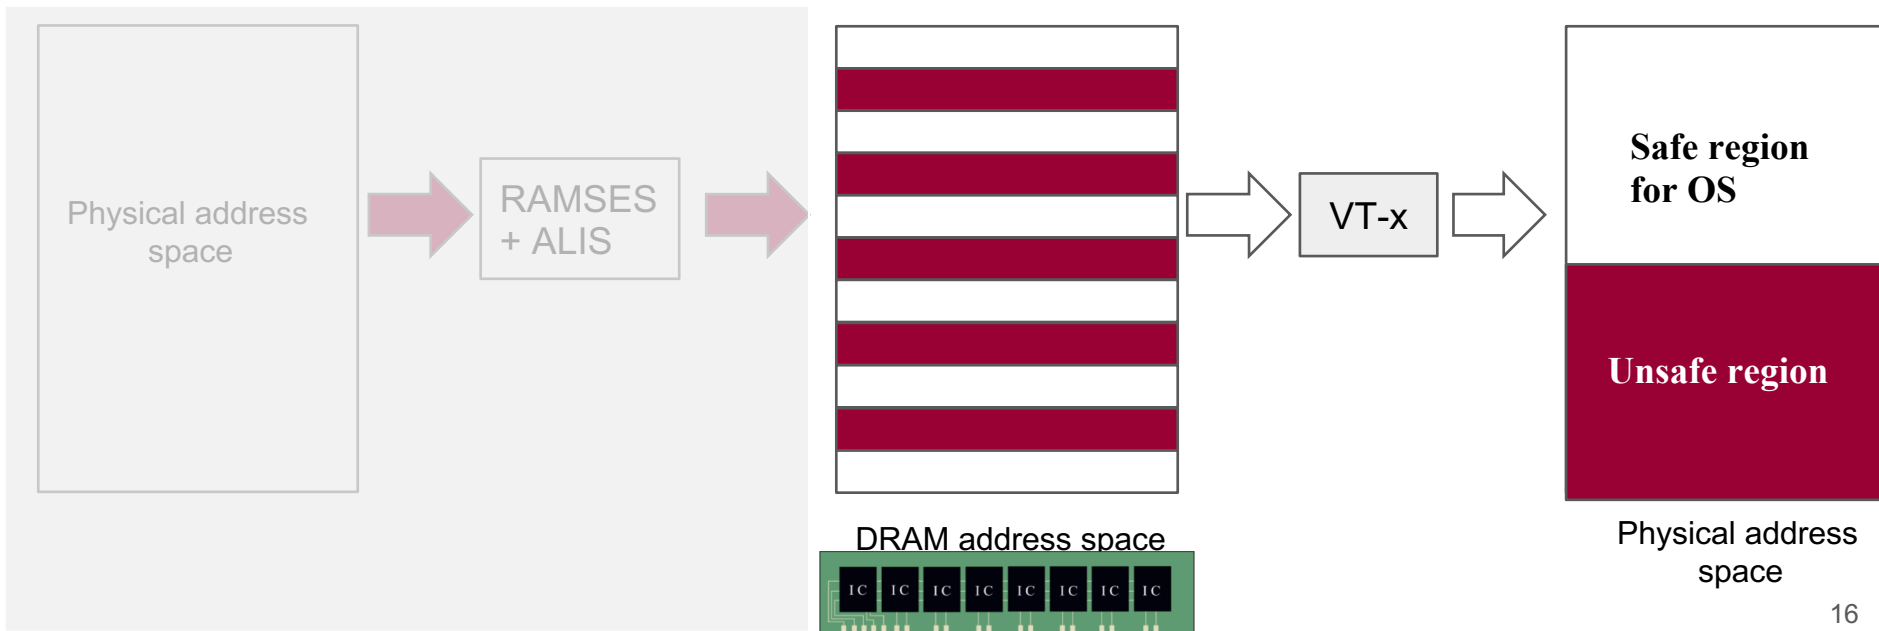 Physical address
space
RAMSES
+ ALIS
VT-x
Safe region
for OS
Unsafe region
DRAM address space
Physical address
space
IC IC IC IC IC IC IC IC
16